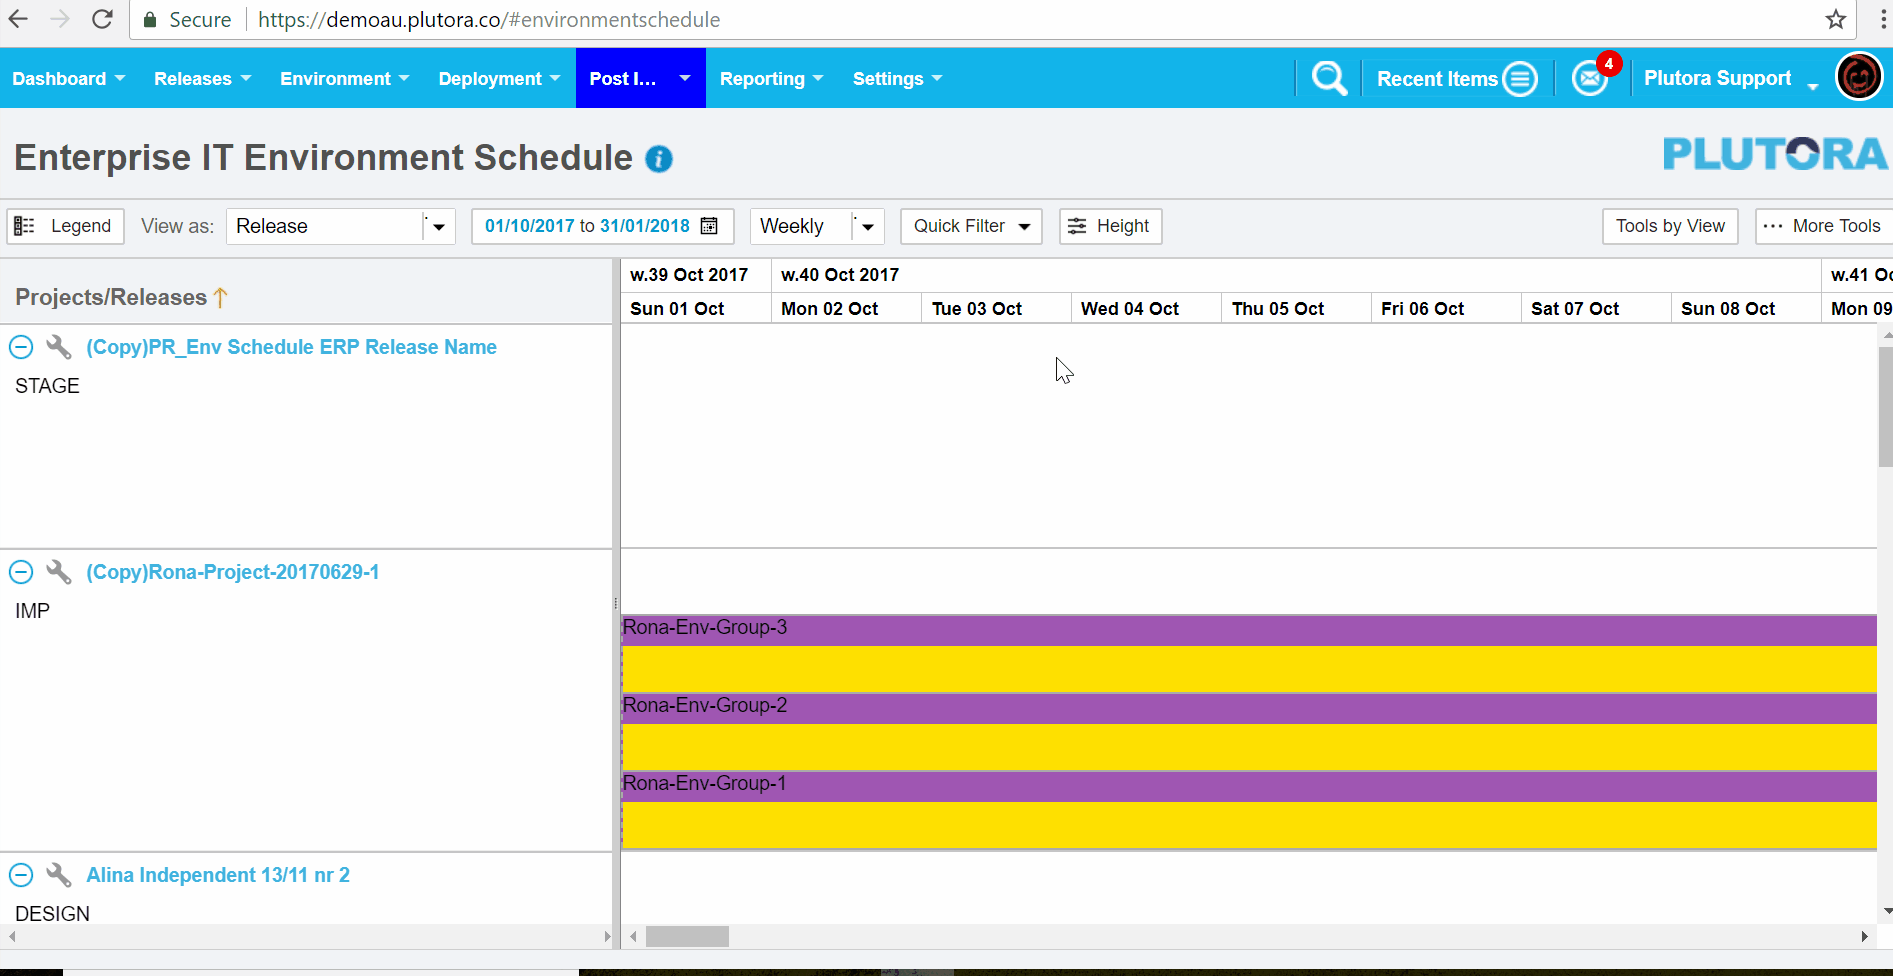 Secure https://demoau.plutora.co/#environmentschedule
Dashboard Releases Environment Deployment Post I... Reporting Settings Recent Items 4 Plutora Support
Enterprise IT Environment Schedule i PLUTORA
Legend View as: Release 01/10/2017 to 31/01/2018 Weekly Quick Filter Height Tools by View ... More Tools
Projects/Releases
w.39 Oct 2017 w.40 Oct 2017 w.41 Oc
Sun 01 Oct Mon 02 Oct Tue 03 Oct Wed 04 Oct Thu 05 Oct Fri 06 Oct Sat 07 Oct Sun 08 Oct Mon 09
(Copy)PR_Env Schedule ERP Release Name
STAGE
(Copy)Rona-Project-20170629-1
IMP
Rona-Env-Group-3
Rona-Env-Group-2
Rona-Env-Group-1
Alina Independent 13/11 nr 2
DESIGN